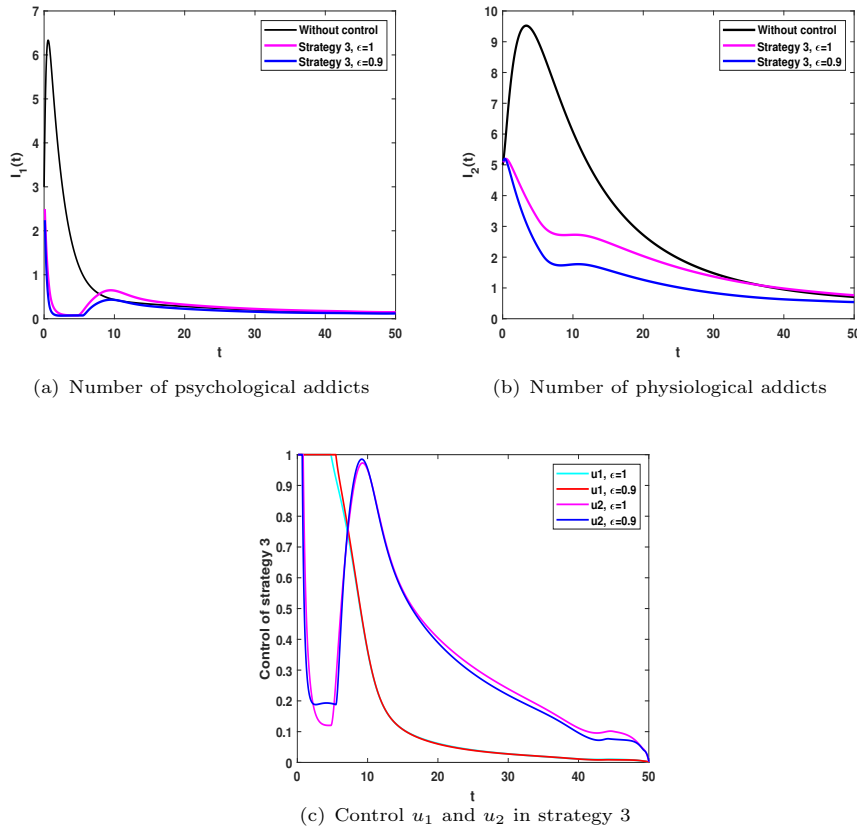 7
6
5
4
3
2
1
0
I₁(t)
Without control
Strategy 3, ϵ=1
Strategy 3, ϵ=0.9
0 10 20 30 40 50
t
(a) Number of psychological addicts
10
9
8
7
6
5
4
3
2
1
0
I₂(t)
Without control
Strategy 3, ϵ=1
Strategy 3, ϵ=0.9
0 10 20 30 40 50
t
(b) Number of physiological addicts
1
0.9
0.8
0.7
0.6
0.5
0.4
0.3
0.2
0.1
0
Control of strategy 3
u1, ϵ=1
u1, ϵ=0.9
u2, ϵ=1
u2, ϵ=0.9
0 10 20 30 40 50
t
(c) Control u₁ and u₂ in strategy 3